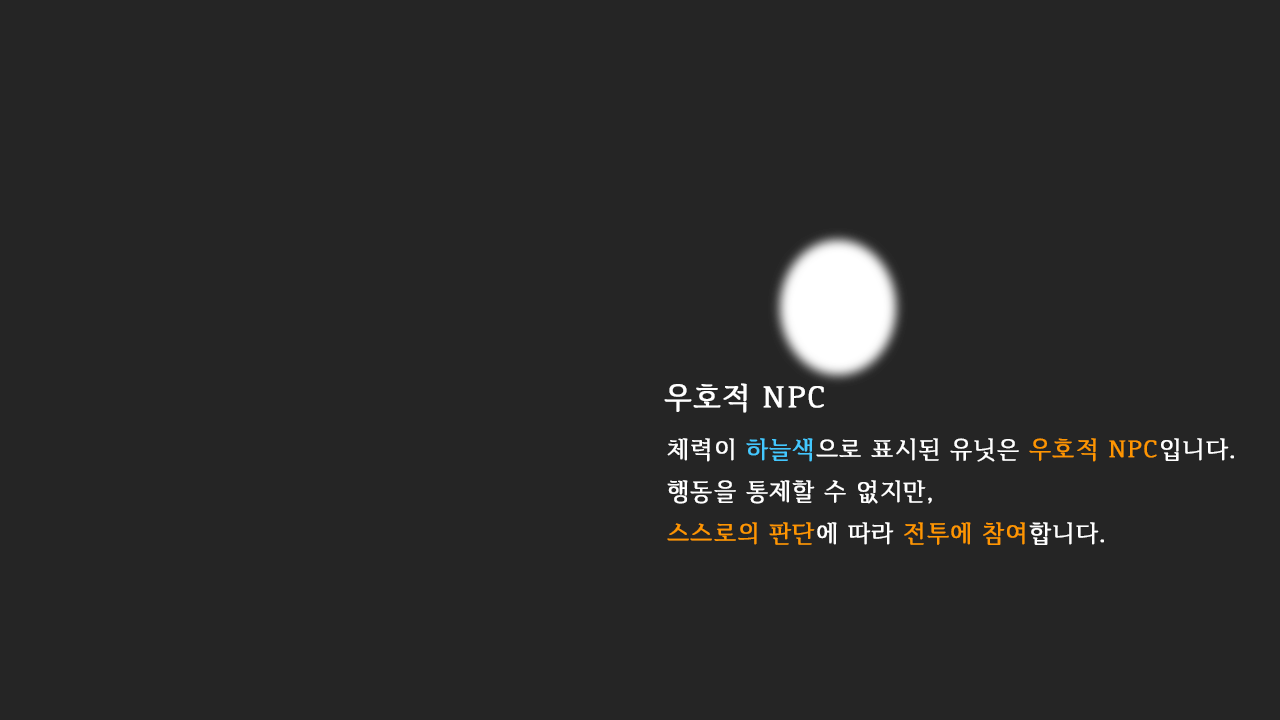 우호적 NPC
체력이 하늘색으로 표시된 유닛은 우호적 NPC입니다.
행동을 통제할 수 없지만,
스스로의 판단에 따라 전투에 참여합니다.